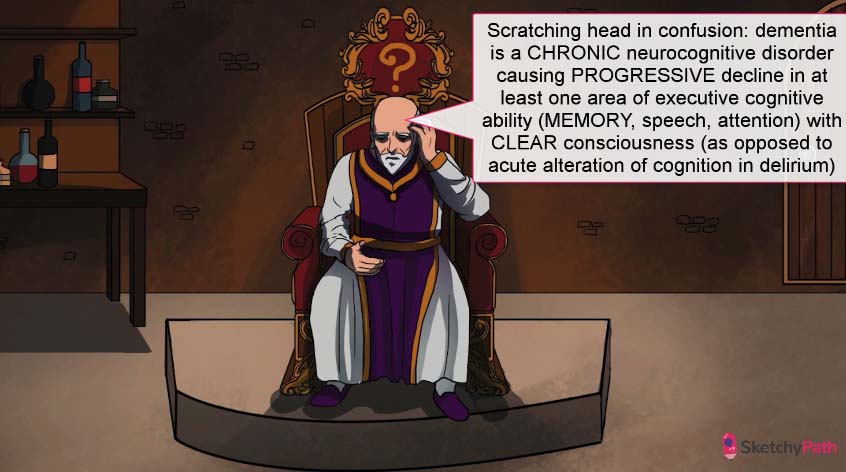 Scratching head in confusion: dementia
is a CHRONIC neurocognitive disorder
causing PROGRESSIVE decline in at
least one area of executive cognitive
ability (MEMORY, speech, attention) with
CLEAR consciousness (as opposed to
acute alteration of cognition in delirium)
?
SketchyPath